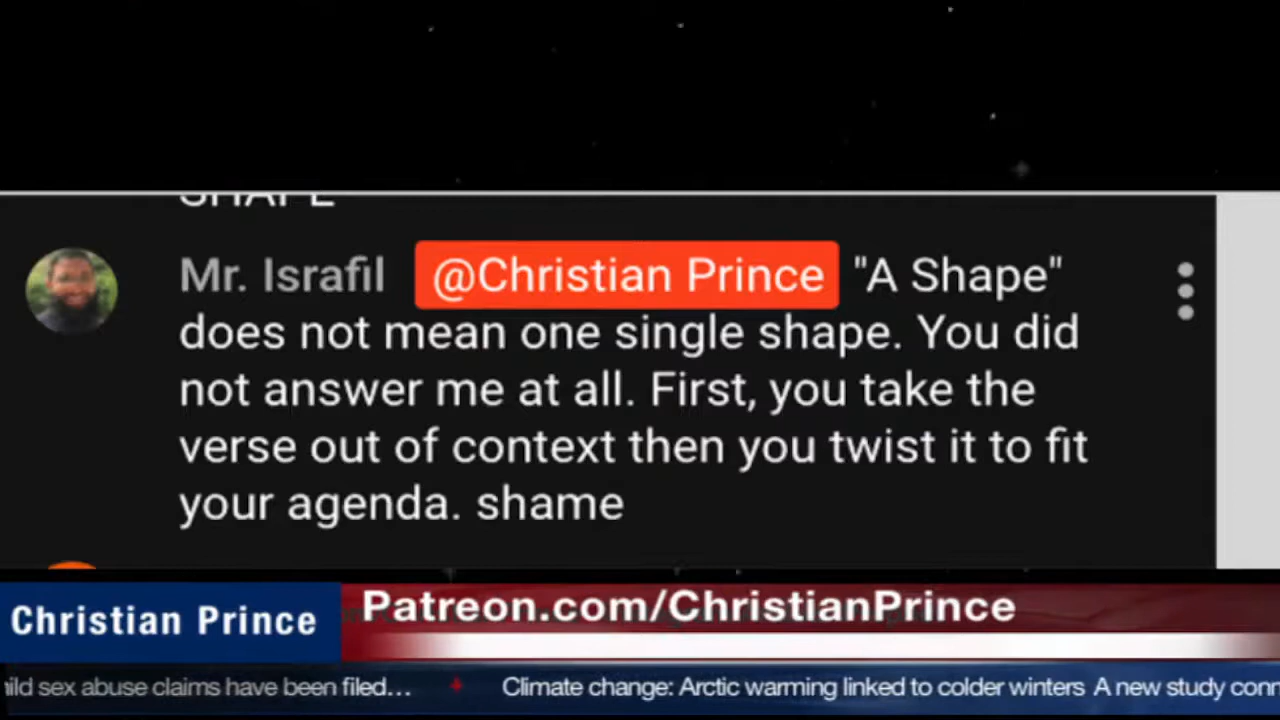 SHAPE
Mr. Israfil @Christian Prince "A Shape"
does not mean one single shape. You did
not answer me at all. First, you take the
verse out of context then you twist it to fit
your agenda. shame
Christian Prince
Patreon.com/ChristianPrince
sex abuse claims have been filed... Climate change: Arctic warming linked to colder winters A new study